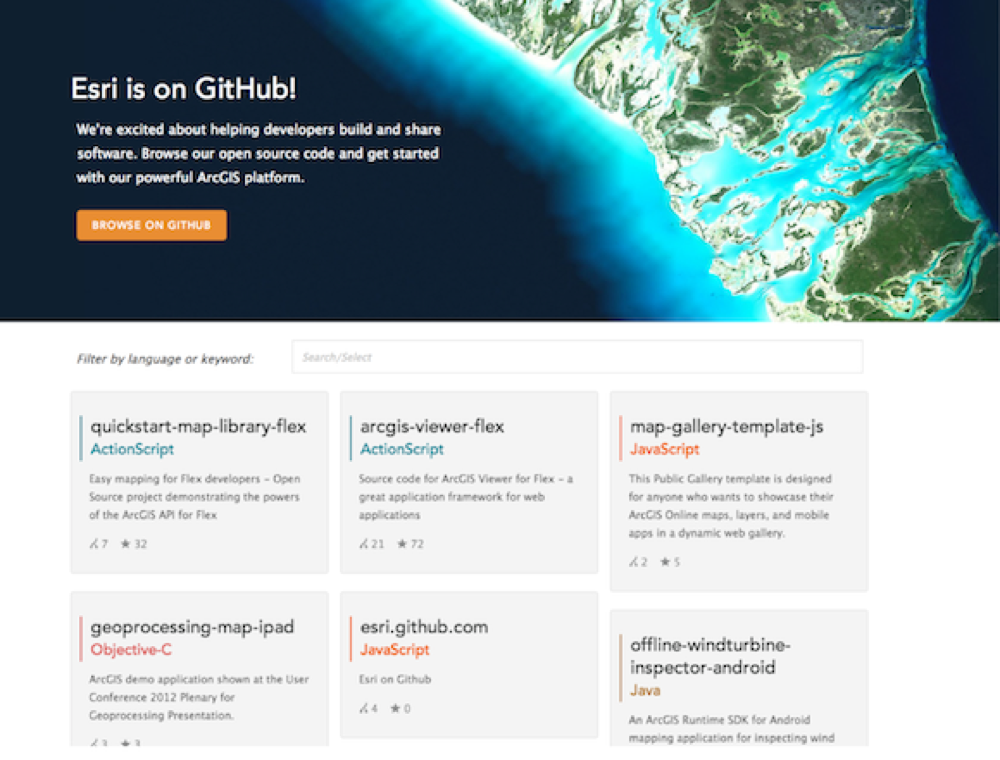 Esri is on GitHub!
We're excited about helping developers build and share
software. Browse our open source code and get started
with our powerful ArcGIS platform.
BROWSE ON GITHUB
Filter by language or keyword:
Search/Select
quickstart-map-library-flex
ActionScript
Easy mapping for Flex developers – Open
Source project demonstrating the powers
of the ArcGIS API for Flex
7 ★ 32
arcgis-viewer-flex
ActionScript
Source code for ArcGIS Viewer for Flex – a
great application framework for web
applications
21 ★ 72
map-gallery-template-js
JavaScript
This Public Gallery template is designed
for anyone who wants to showcase their
ArcGIS Online maps, layers, and mobile
apps in a dynamic web gallery.
2 ★ 5
geoprocessing-map-ipad
Objective-C
ArcGIS demo application shown at the User
Conference 2012 Plenary for
Geoprocessing Presentation.
3 ★ 3
esri.github.com
JavaScript
Esri on Github
4 ★ 0
offline-windturbine-
inspector-android
Java
An ArcGIS Runtime SDK for Android
mapping application for inspecting wind